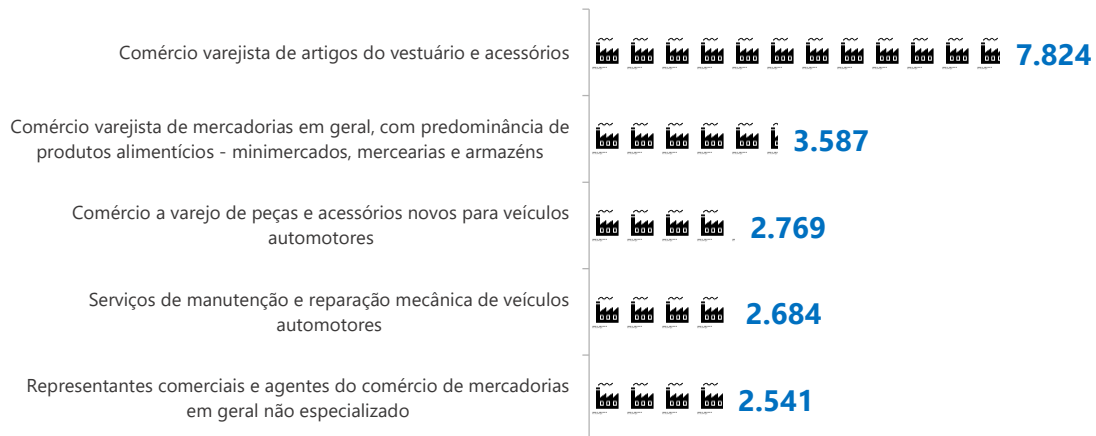 Comércio varejista de artigos do vestuário e acessórios
7.824
Comércio varejista de mercadorias em geral, com predominância de
produtos alimentícios - minimercados, mercearias e armazéns
3.587
Comércio a varejo de peças e acessórios novos para veículos
automotores
2.769
Serviços de manutenção e reparação mecânica de veículos
automotores
2.684
Representantes comerciais e agentes do comércio de mercadorias
em geral não especializado
2.541